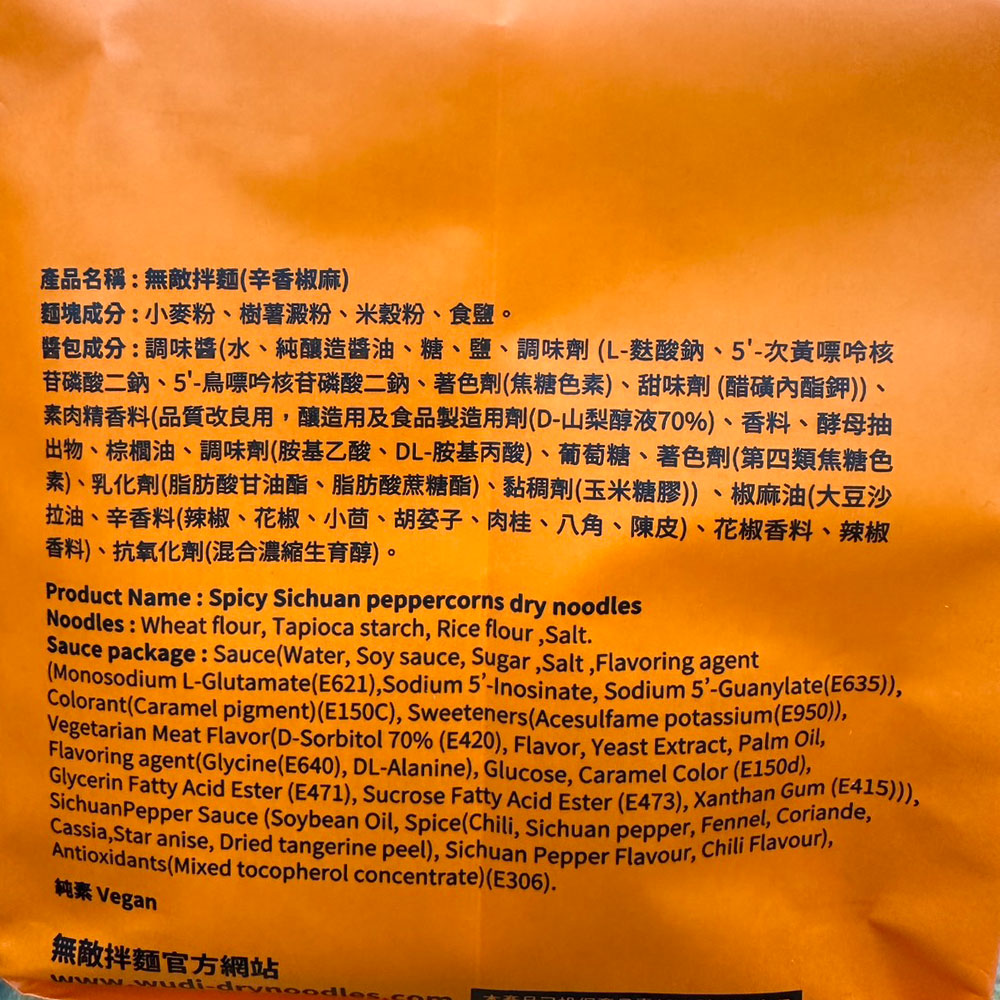 產品名稱：無敵拌麵(辛香椒麻)
麵塊成分：小麥粉、樹薯澱粉、米穀粉、食鹽。
醬包成分：調味醬(水、純釀造醬油、糖、鹽、調味劑 (L-麩酸鈉、5'-次黃嘌呤核
苷磷酸二鈉、5'-鳥嘌呤核苷磷酸二鈉、著色劑(焦糖色素)、甜味劑 (醋磺內酯鉀))、
素肉精香料(品質改良用，釀造用及食品製造用劑(D-山梨醇液70%)、香料、酵母抽
出物、棕櫚油、調味劑(胺基乙酸、DL-胺基丙酸)、葡萄糖、著色劑(第四類焦糖色
素)、乳化劑(脂肪酸甘油酯、脂肪酸蔗糖酯)、黏稠劑(玉米糖膠)) 、椒麻油(大豆沙
拉油、辛香料(辣椒、花椒、小茴、胡荽子、肉桂、八角、陳皮)、花椒香料、辣椒
香料)、抗氧化劑(混合濃縮生育醇)。
Product Name : Spicy Sichuan peppercorns dry noodles
Noodles : Wheat flour, Tapioca starch, Rice flour ,Salt.
Sauce package : Sauce(Water, Soy sauce, Sugar ,Salt ,Flavoring agent
(Monosodium L-Glutamate(E621),Sodium 5'-Inosinate, Sodium 5'-Guanylate(E635)),
Colorant(Caramel pigment)(E150C), Sweeteners(Acesulfame potassium(E950)),
Vegetarian Meat Flavor(D-Sorbitol 70% (E420), Flavor, Yeast Extract, Palm Oil,
Flavoring agent(Glycine(E640), DL-Alanine), Glucose, Caramel Color (E150d),
Glycerin Fatty Acid Ester (E471), Sucrose Fatty Acid Ester (E473), Xanthan Gum (E415))),
SichuanPepper Sauce (Soybean Oil, Spice(Chili, Sichuan pepper, Fennel, Coriande,
Cassia,Star anise, Dried tangerine peel), Sichuan Pepper Flavour, Chili Flavour),
Antioxidants(Mixed tocopherol concentrate)(E306).
純素 Vegan
無敵拌麵官方網站
www.wudi-drynoodles.com